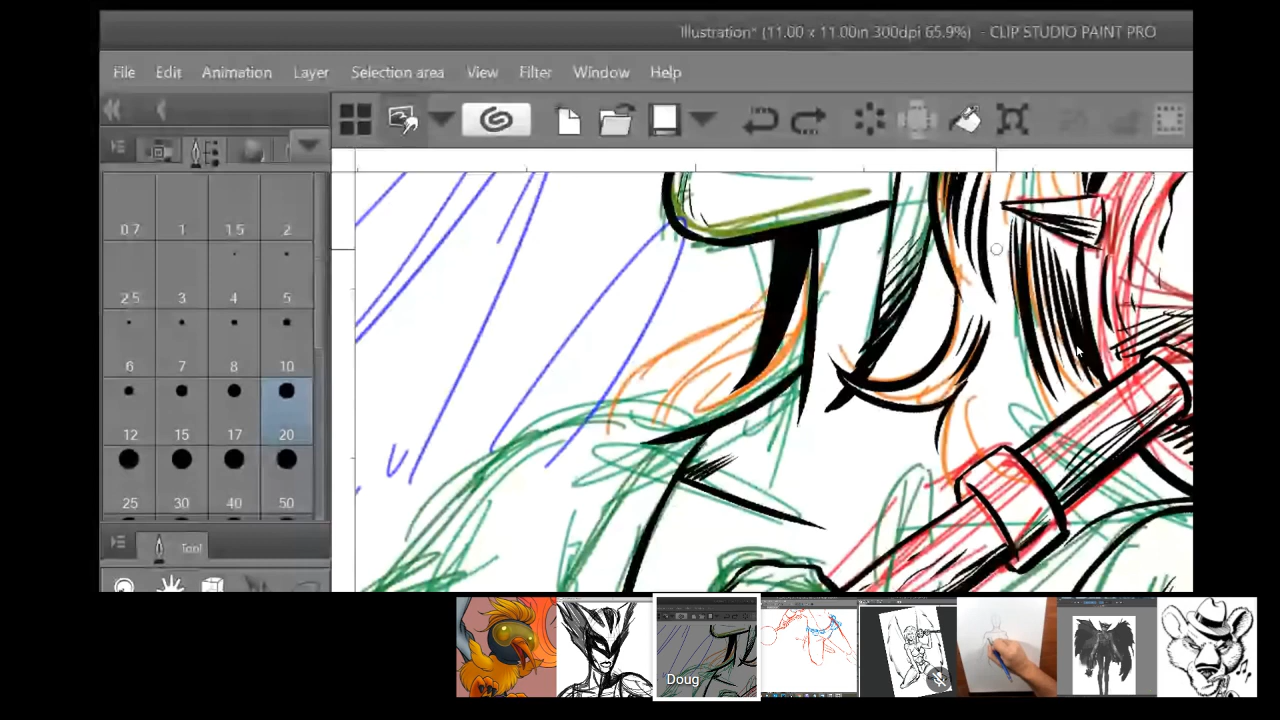 Illustration* (11.00 x 11.00in 300dpi 65.9%) - CLIP STUDIO PAINT PRO
File Edit Animation Layer Selection area View Filter Window Help
0.7 1 1.5 2
2.5 3 4 5
6 7 8 10
12 15 17 20
25 30 40 50
Tool
Doug